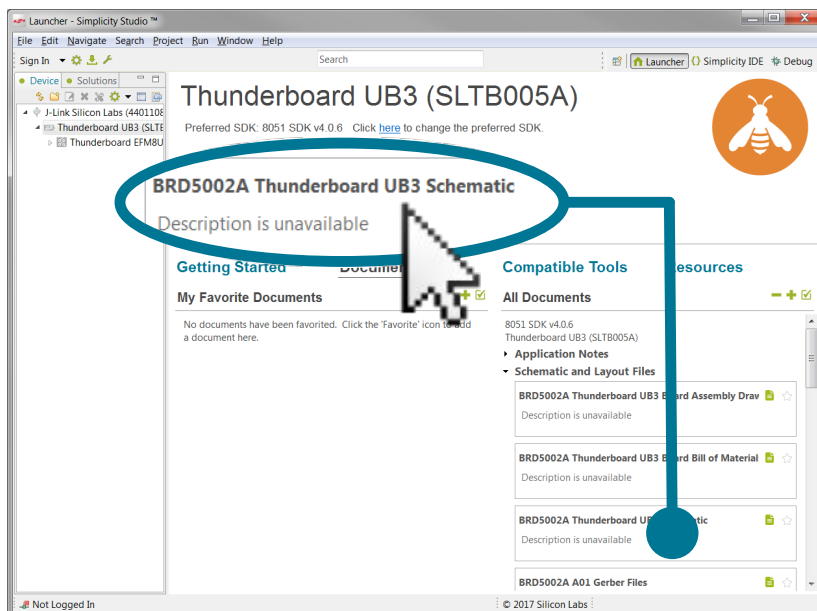 Launcher - Simplicity Studio ™
File Edit Navigate Search Project Run Window Help
Sign In Search Launcher Simplicity IDE Debug
Device Solutions
J-Link Silicon Labs (4401108
Thunderboard UB3 (SLTE
Thunderboard EFM8U
Thunderboard UB3 (SLTB005A)
Preferred SDK: 8051 SDK v4.0.6 Click here to change the preferred SDK.
BRD5002A Thunderboard UB3 Schematic
Description is unavailable
Getting Started Documen Compatible Tools Resources
My Favorite Documents
No documents have been favorited. Click the 'Favorite' icon to add
a document here.
All Documents
8051 SDK v4.0.6
Thunderboard UB3 (SLTB005A)
Application Notes
Schematic and Layout Files
BRD5002A Thunderboard UB3 Board Assembly Draw
Description is unavailable
BRD5002A Thunderboard UB3 Board Bill of Material
Description is unavailable
BRD5002A Thunderboard UB3 Schematic
Description is unavailable
BRD5002A A01 Gerber Files
Not Logged In © 2017 Silicon Labs